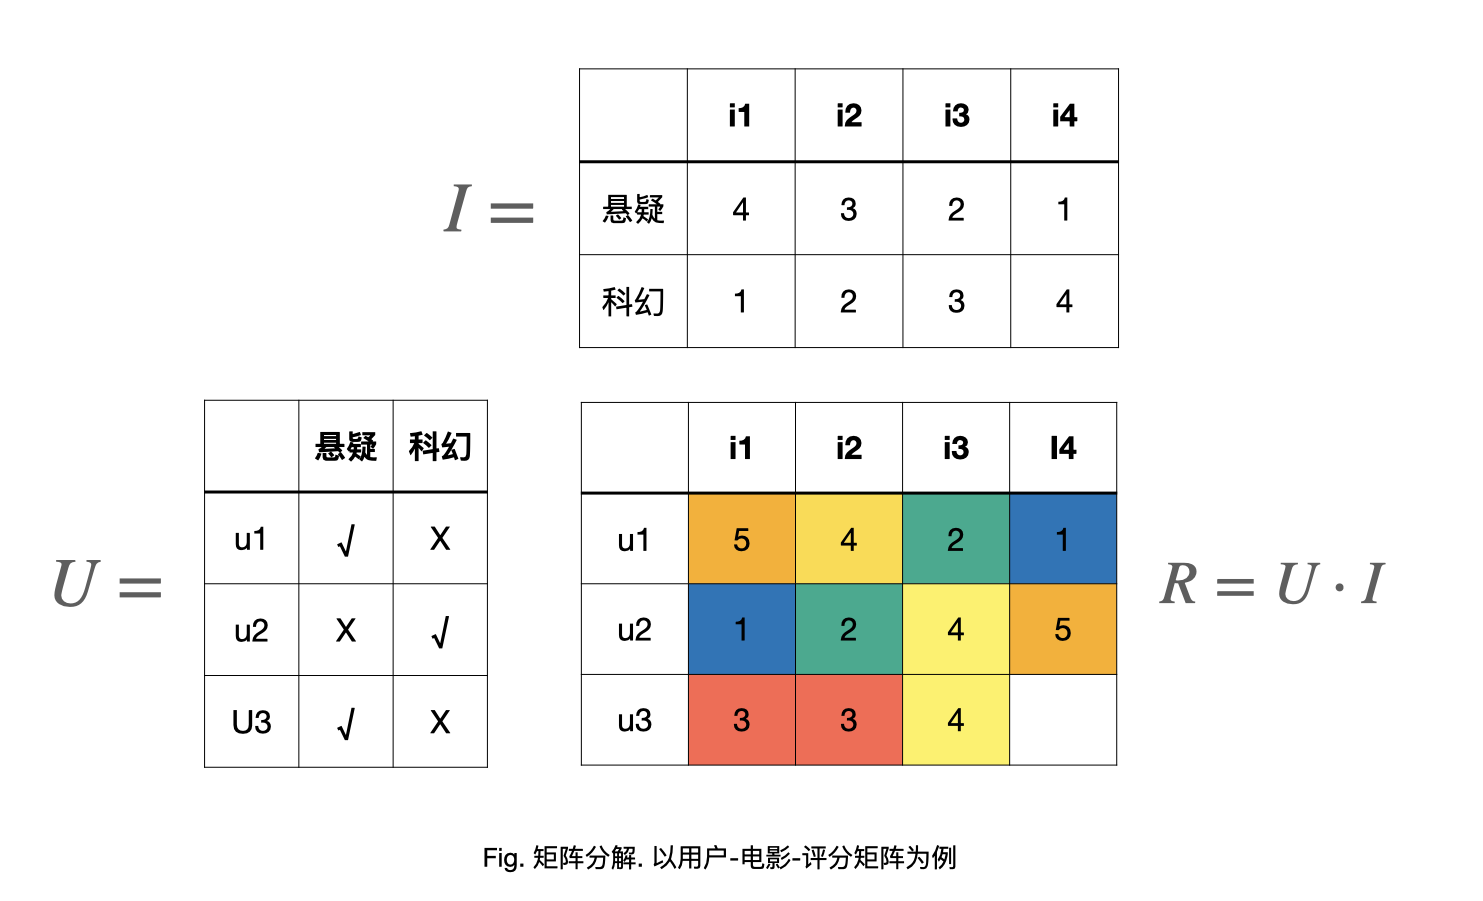 i1 i2 i3 i4
I =
悬疑 4 3 2 1
科幻 1 2 3 4
悬疑 科幻
u1 √ X
U =
u2 X √
U3 √ X
i1 i2 i3 I4
u1 5 4 2 1
u2 1 2 4 5
u3 3 3 4
R = U · I
Fig. 矩阵分解. 以用户-电影-评分矩阵为例